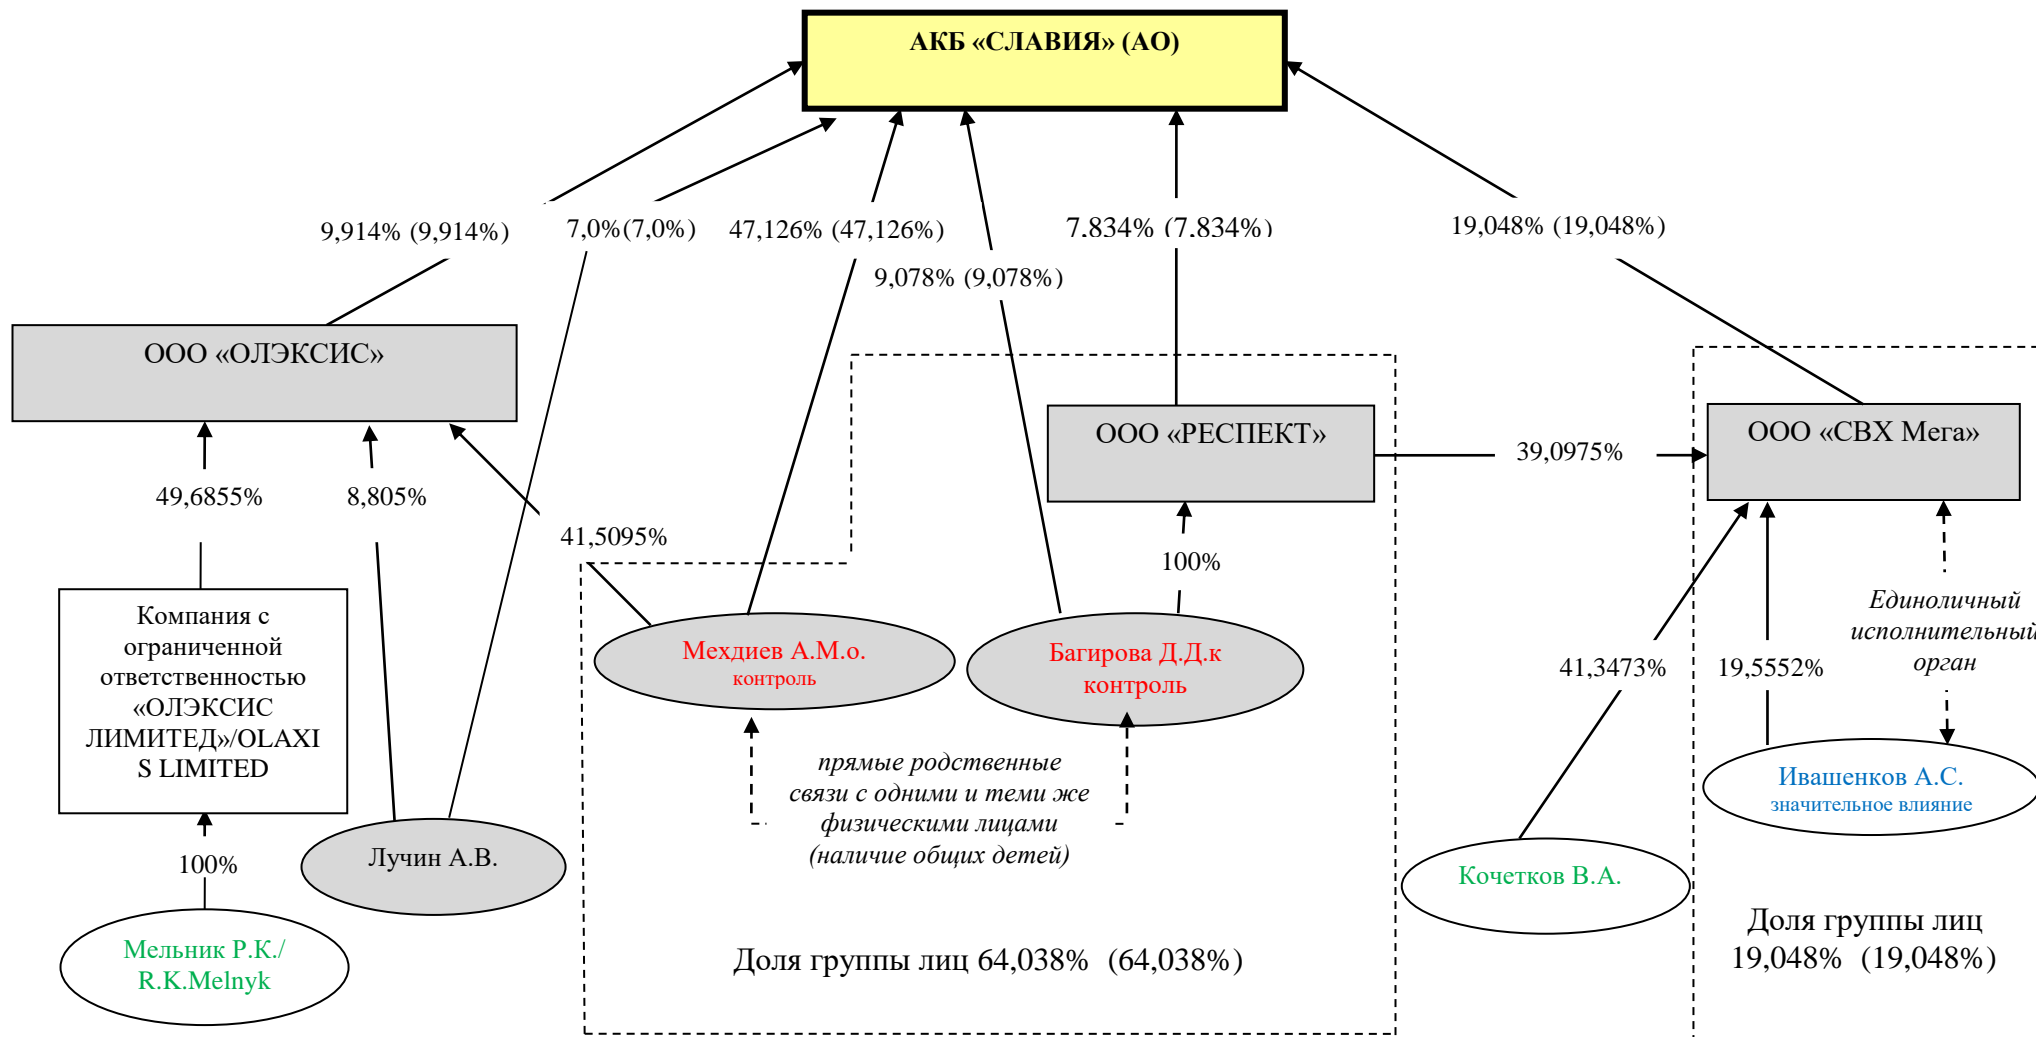 АКБ «СЛАВИЯ» (АО)
9,914% (9,914%)
7,0%(7,0%)
47,126% (47,126%)
7,834% (7,834%)
19,048% (19,048%)
9,078% (9,078%)
ООО «ОЛЭКСИС»
ООО «РЕСПЕКТ»
ООО «СВХ Мега»
39,0975%
49,6855%
8,805%
41,5095%
100%
Компания с
ограниченной
ответственностью
«ОЛЭКСИС
ЛИМИТЕД»/OLAXI
S LIMITED
Мехдиев А.М.о.
контроль
Багирова Д.Д.к
контроль
Единоличный
исполнительный
орган
41,3473%
19,5552%
прямые родственные
связи с одними и теми же
физическими лицами
(наличие общих детей)
Ивашенков А.С.
значительное влияние
100%
Лучин А.В.
Кочетков В.А.
Мельник Р.К./
R.K.Melnyk
Доля группы лиц 64,038% (64,038%)
Доля группы лиц
19,048% (19,048%)